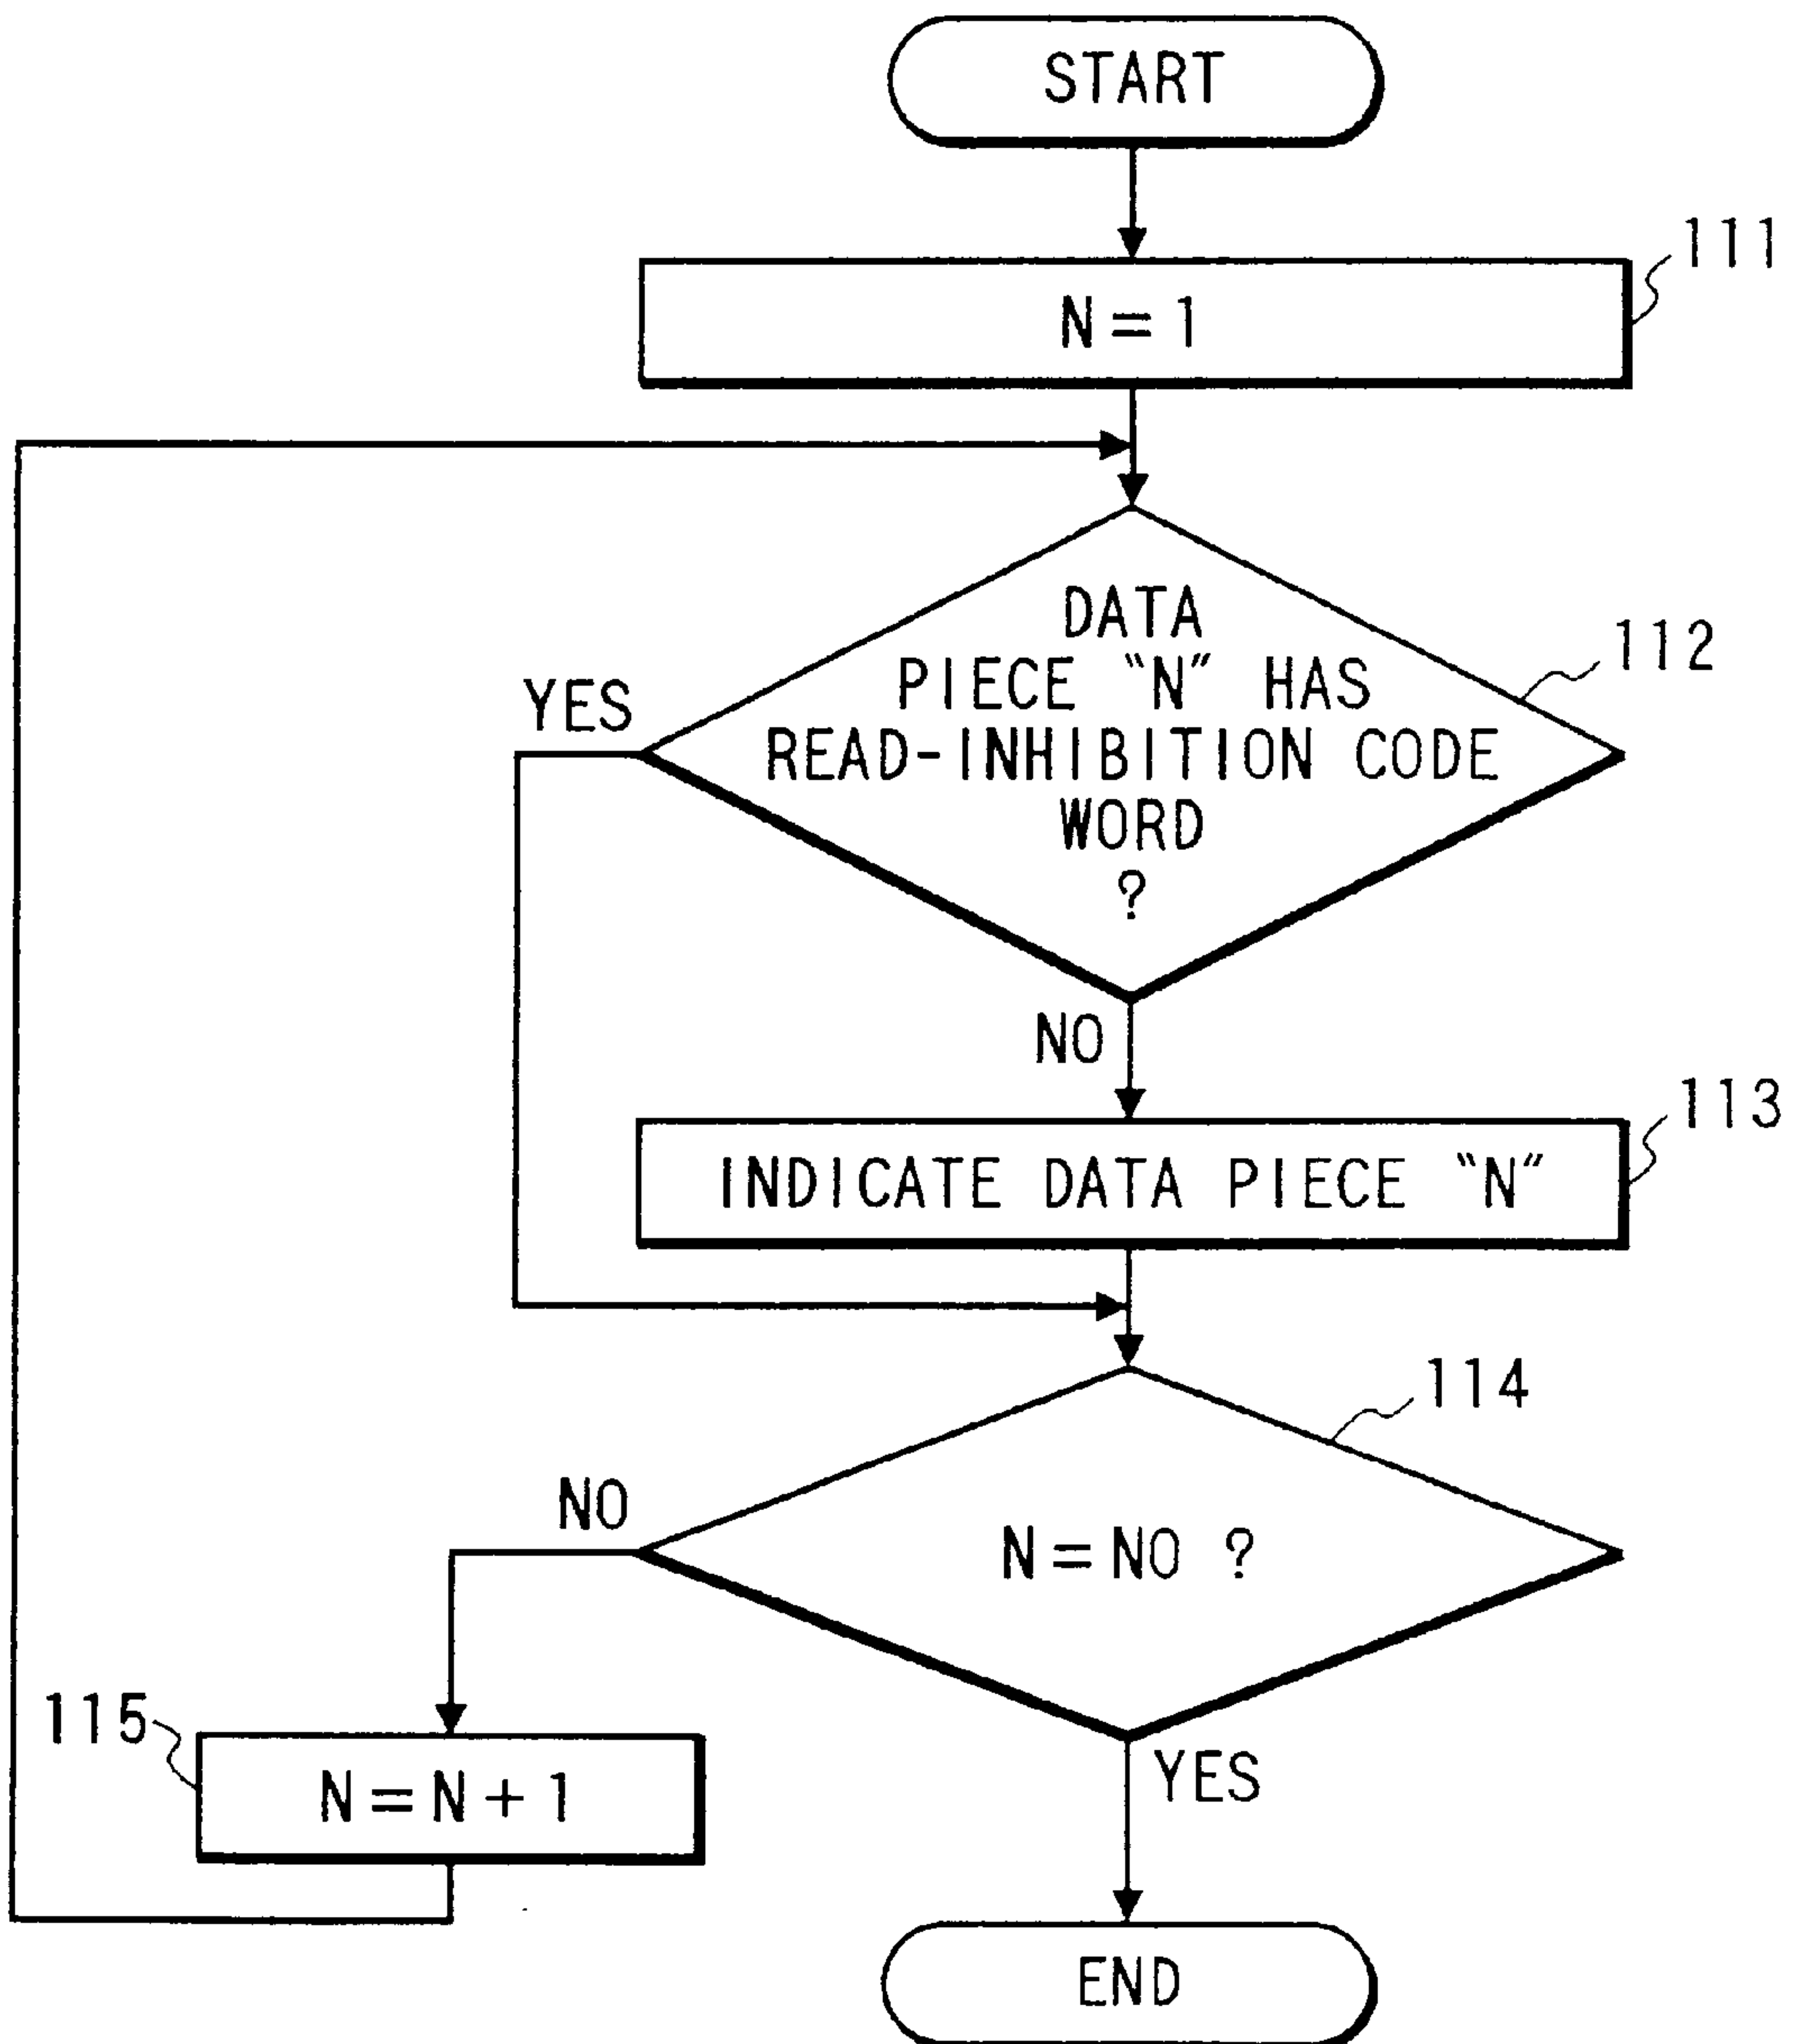 START
111
N=1
DATA
PIECE "N" HAS
READ-INHIBITION CODE
WORD
?
112
YES
NO
113
INDICATE DATA PIECE "N"
114
NO
N=NO ?
YES
115
N=N+1
END